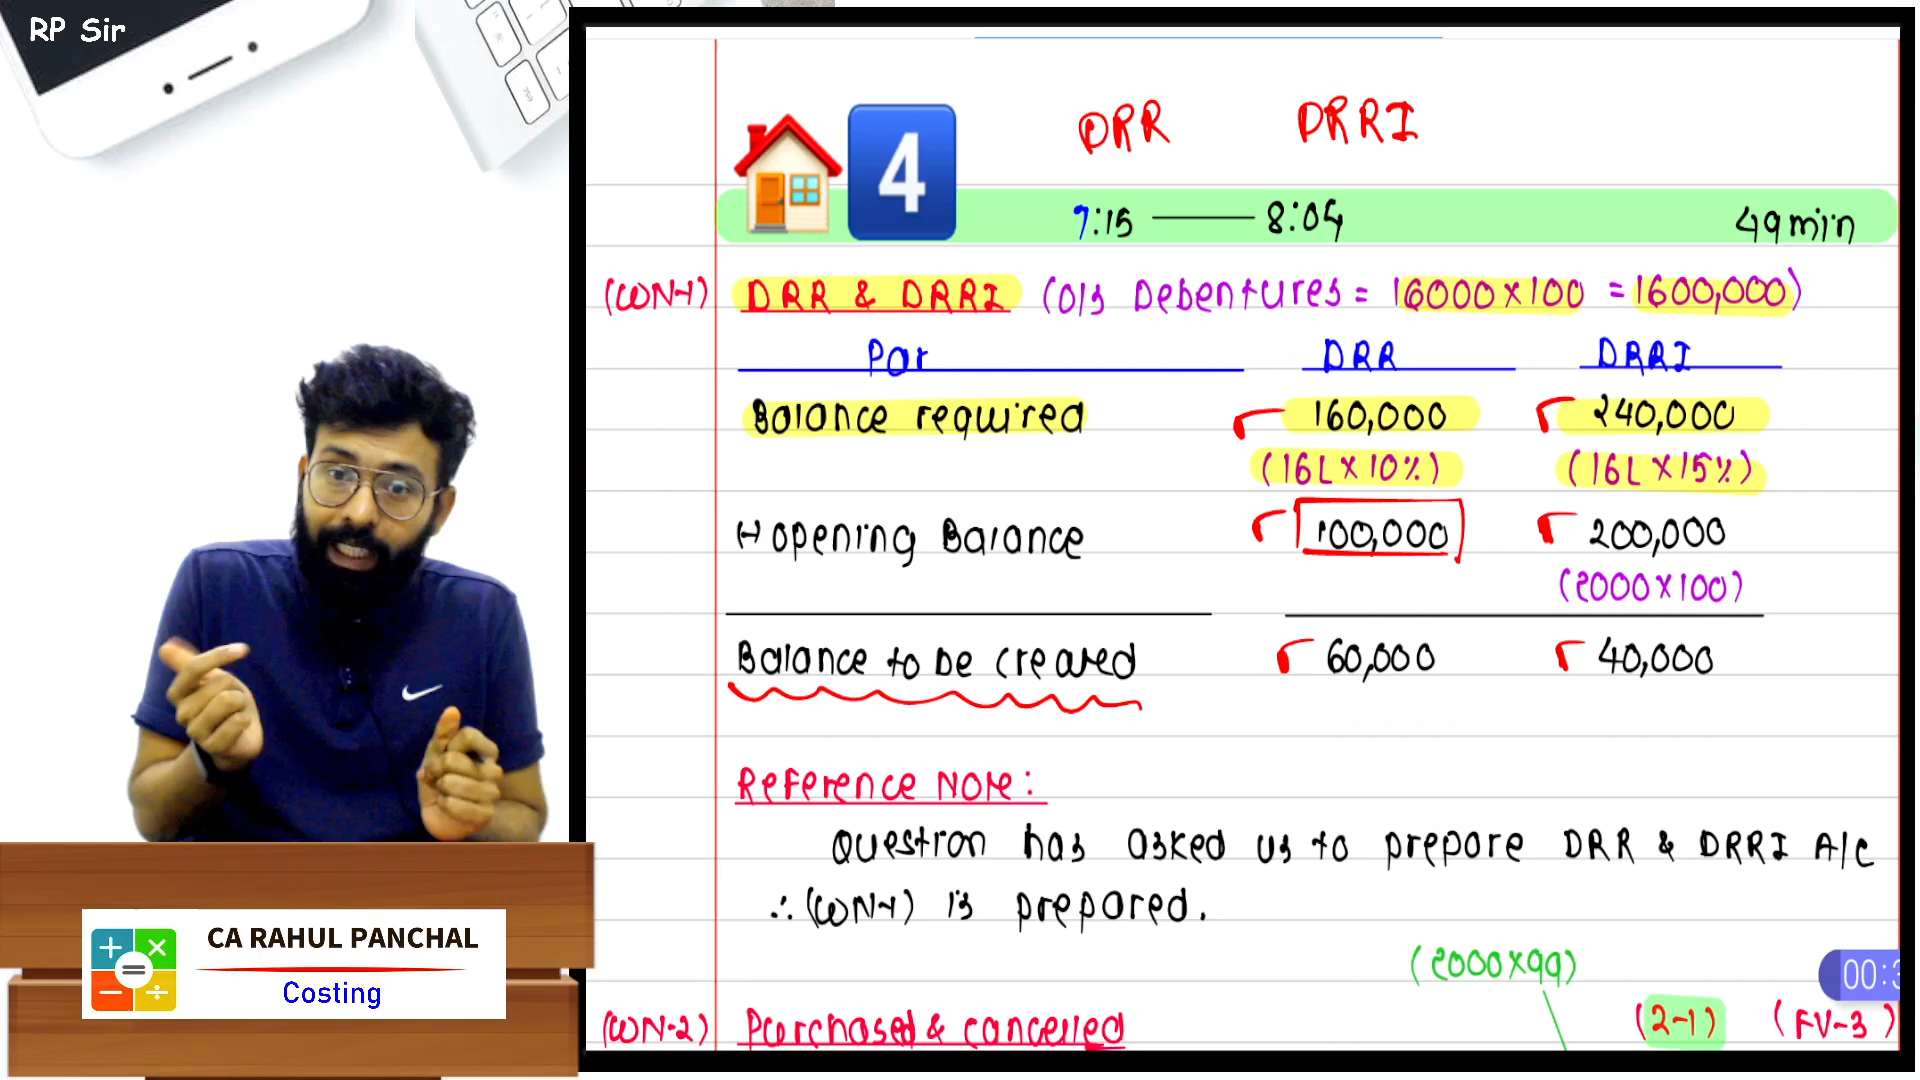 RP Sir
DRR DRRI
4
7:15 —— 8:04 49min
(WN-1) DRR & DRRI (O/s Debentures = 16000×100 = 1600,000)
Par DRR DRRI
Balance required 160,000 240,000
(16L×10%) (16L×15%)
(-) opening Balance 100,000 200,000
(2000×100)
Balance to be created 60,000 40,000
Reference Note:
Question has asked us to prepare DRR & DRRI A/c
∴ (WN-1) is prepared.
(2000×99)
00:3
(WN-2) Purchased & cancelled (2-1) (FV-3)
CA RAHUL PANCHAL
Costing